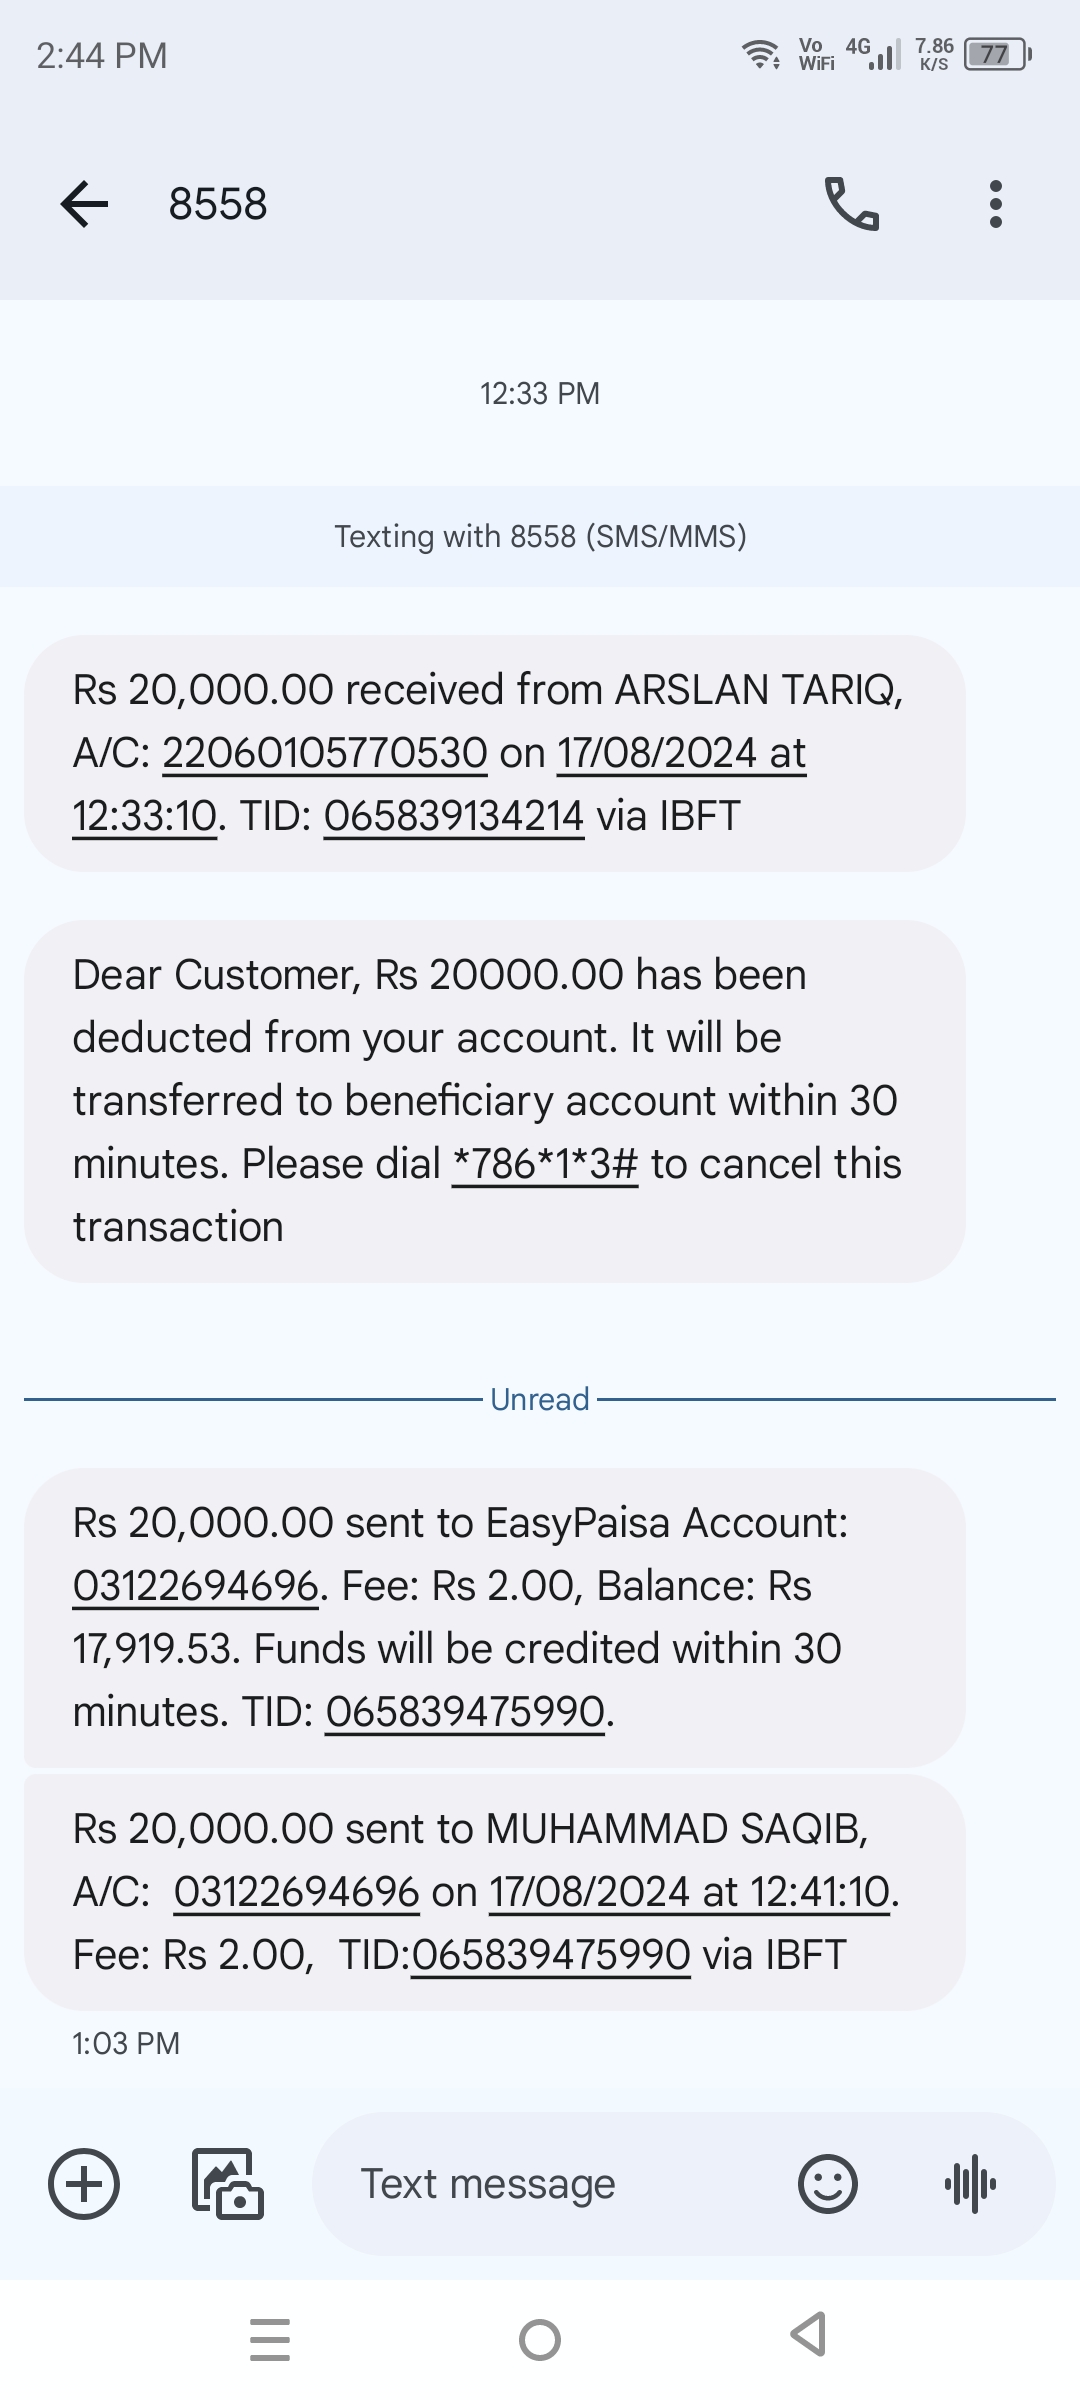 2:44 PM
Vo
WiFi
4G
7.86
K/S
77
8558
12:33 PM
Texting with 8558 (SMS/MMS)
Rs 20,000.00 received from ARSLAN TARIQ,
A/C: 22060105770530 on 17/08/2024 at
12:33:10. TID: 065839134214 via IBFT
Dear Customer, Rs 20000.00 has been
deducted from your account. It will be
transferred to beneficiary account within 30
minutes. Please dial *786*1*3# to cancel this
transaction
Unread
Rs 20,000.00 sent to EasyPaisa Account:
03122694696. Fee: Rs 2.00, Balance: Rs
17,919.53. Funds will be credited within 30
minutes. TID: 065839475990.
Rs 20,000.00 sent to MUHAMMAD SAQIB,
A/C:  03122694696 on 17/08/2024 at 12:41:10.
Fee: Rs 2.00,  TID:065839475990 via IBFT
1:03 PM
Text message